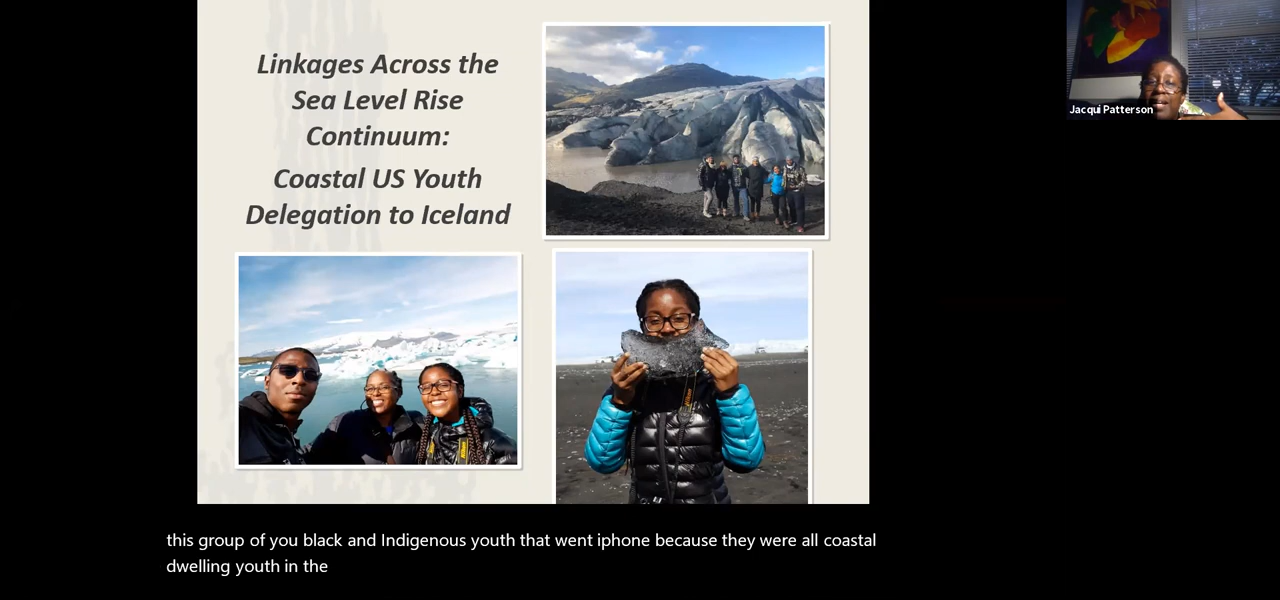 Linkages Across the
Sea Level Rise
Continuum:
Coastal US Youth
Delegation to Iceland
Jacqui Patterson
this group of you black and Indigenous youth that went iphone because they were all coastal
dwelling youth in the